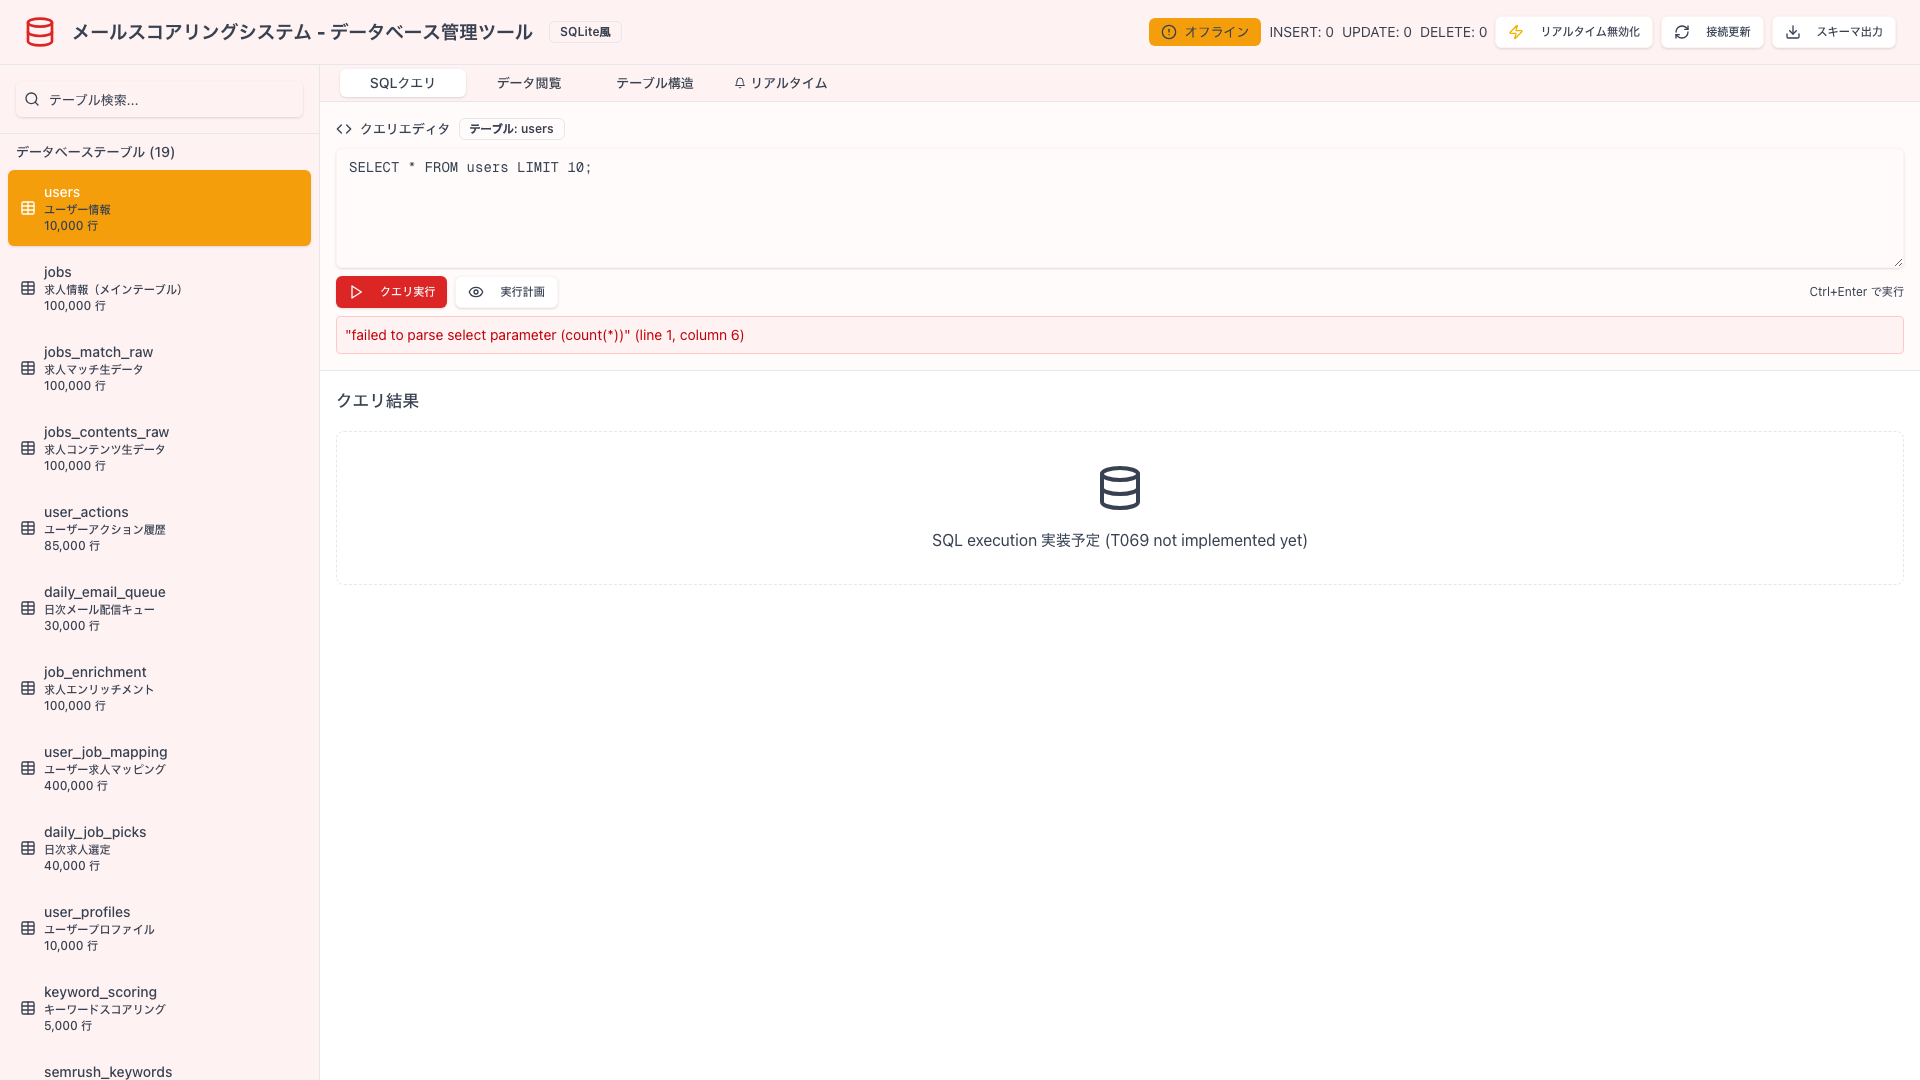 メールスコアリングシステム - データベース管理ツール
SQLite風
オフライン
INSERT: 0
UPDATE: 0
DELETE: 0
リアルタイム無効化
接続更新
スキーマ出力
テーブル検索...
データベーステーブル (19)
users
ユーザー情報
10,000 行
jobs
求人情報（メインテーブル）
100,000 行
jobs_match_raw
求人マッチ生データ
100,000 行
jobs_contents_raw
求人コンテンツ生データ
100,000 行
user_actions
ユーザーアクション履歴
85,000 行
daily_email_queue
日次メール配信キュー
30,000 行
job_enrichment
求人エンリッチメント
100,000 行
user_job_mapping
ユーザー求人マッピング
400,000 行
daily_job_picks
日次求人選定
40,000 行
user_profiles
ユーザープロファイル
10,000 行
keyword_scoring
キーワードスコアリング
5,000 行
semrush_keywords
SQLクエリ
データ閲覧
テーブル構造
リアルタイム
クエリエディタ
テーブル: users
SELECT * FROM users LIMIT 10;
クエリ実行
実行計画
Ctrl+Enter で実行
"failed to parse select parameter (count(*))" (line 1, column 6)
クエリ結果
SQL execution 実装予定 (T069 not implemented yet)